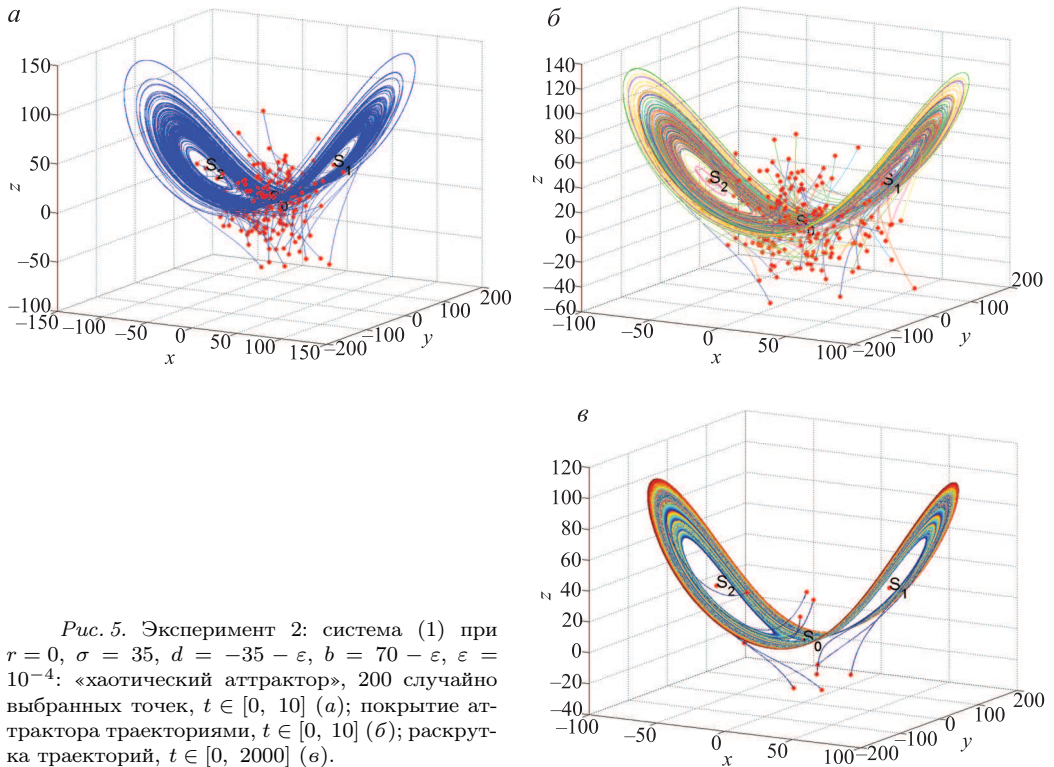 а
150
100
50
0
−50
−100
z
−150
−100
−50
0
50
100
150
x
−200
−100
0
100
200
y
S2
S1
0
б
140
120
100
80
60
40
20
0
−20
−40
−60
z
−100
−50
0
50
100
x
−200
−100
0
100
200
y
S2
S1
S0
в
120
100
80
60
40
20
0
−20
−40
z
−100
−50
0
50
100
x
−200
−100
0
100
200
y
S2
S1
S0
Рис. 5. Эксперимент 2: система (1) при
r = 0, σ = 35, d = −35 − ε, b = 70 − ε, ε =
10−4: «хаотический аттрактор», 200 случайно
выбранных точек, t ∈ [0, 10] (а); покрытие ат-
трактора траекториями, t ∈ [0, 10] (б); раскрут-
ка траекторий, t ∈ [0, 2000] (в).